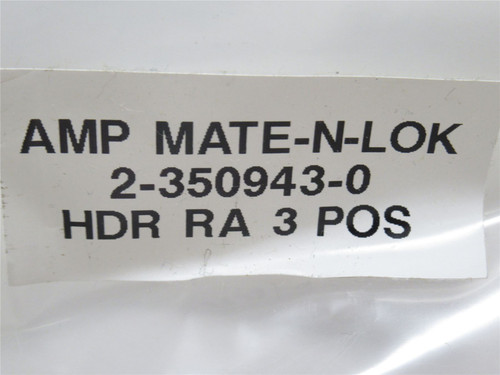 AMP MATE-N-LOK
2-350943-0
HDR RA 3 POS